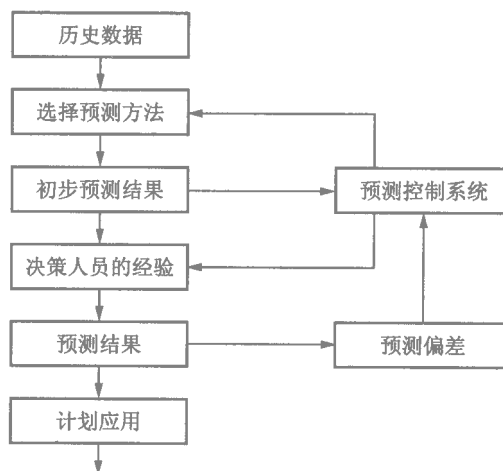 历史数据
选择预测方法
初步预测结果
预测控制系统
决策人员的经验
预测结果
预测偏差
计划应用